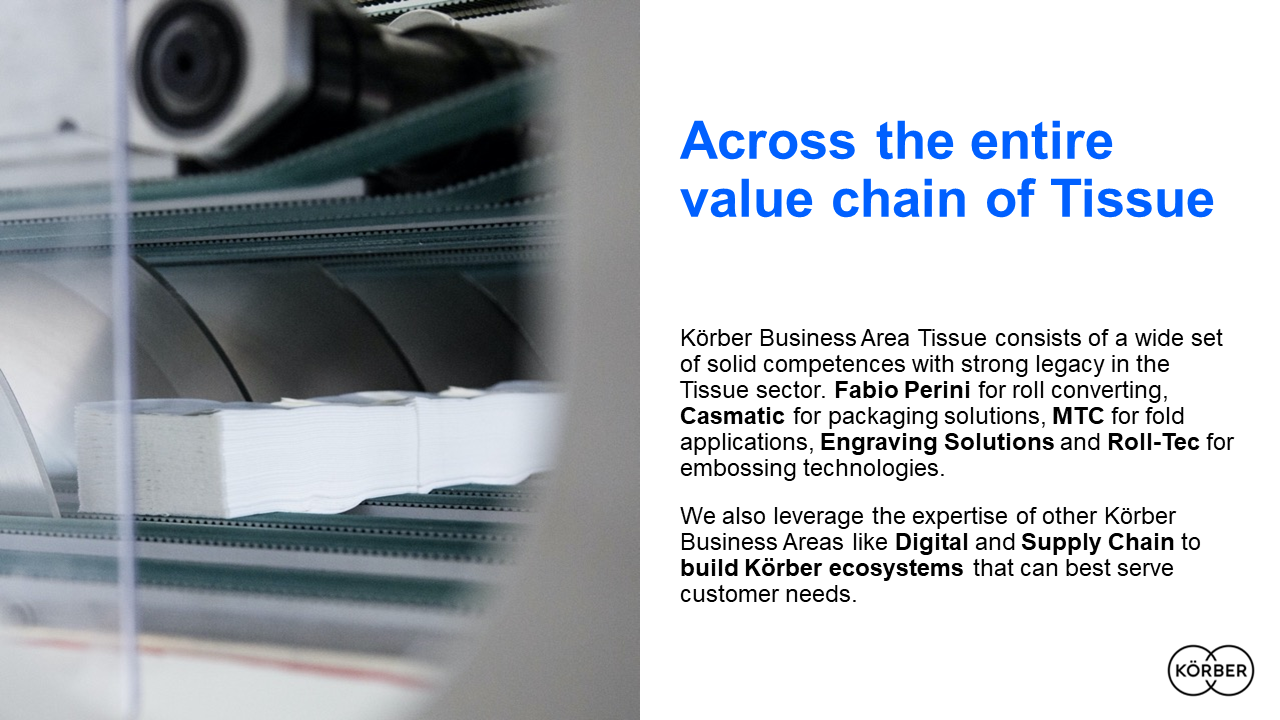 Across the entire
value chain of Tissue
Körber Business Area Tissue consists of a wide set
of solid competences with strong legacy in the
Tissue sector. Fabio Perini for roll converting,
Casmatic for packaging solutions, MTC for fold
applications, Engraving Solutions and Roll-Tec for
embossing technologies.
We also leverage the expertise of other Körber
Business Areas like Digital and Supply Chain to
build Körber ecosystems that can best serve
customer needs.
KÖRBER